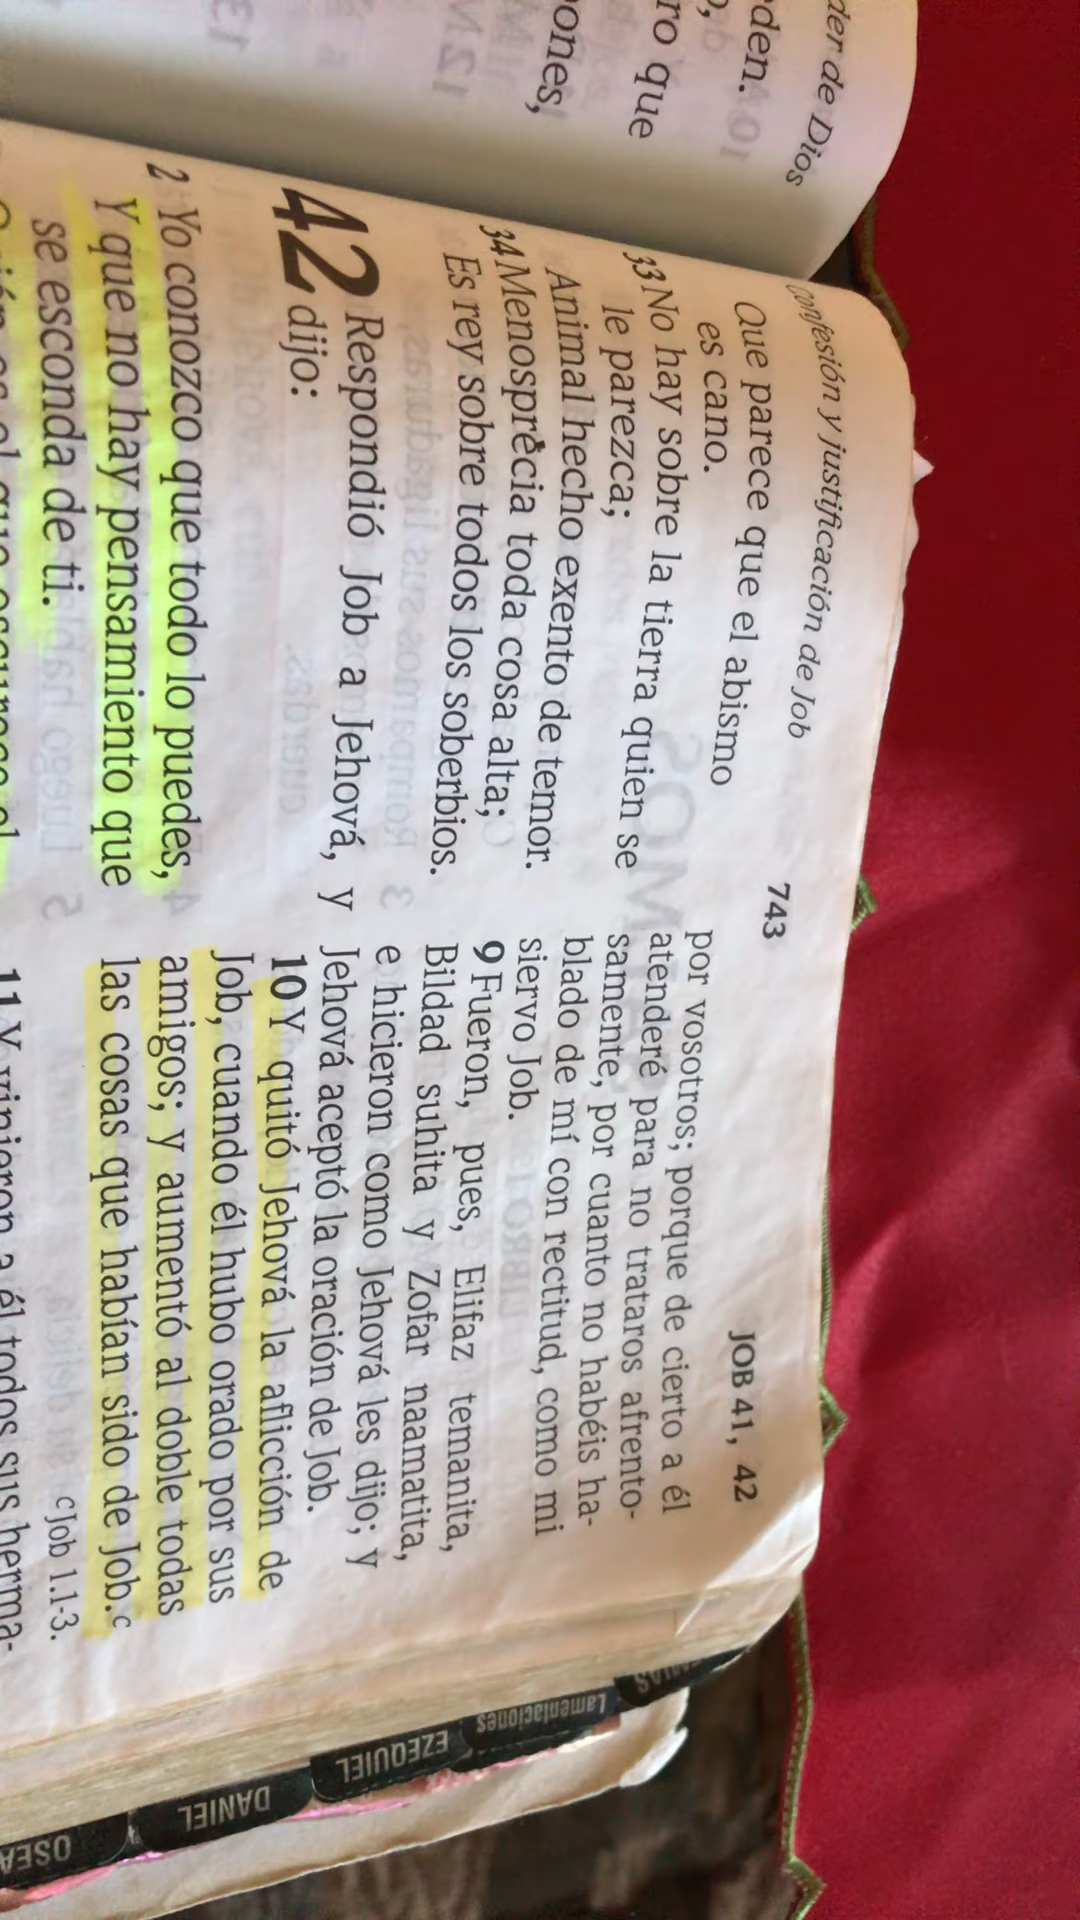 der de Dios
den.
ro que
ones,
Confesión y justificación de Job
743
JOB 41, 42
Que parece que el abismo
es cano.
33 No hay sobre la tierra quien se
le parezca;
Animal hecho exento de temor.
34 Menosprecia toda cosa alta;
Es rey sobre todos los soberbios.
42 Respondió Job a Jehová, y
dijo:
2 Yo conozco que todo lo puedes,
Y que no hay pensamiento que
se esconda de ti.
por vosotros; porque de cierto a él
atenderé para no trataros afrento-
samente, por cuanto no habéis ha-
blado de mí con rectitud, como mi
siervo Job.
9 Fueron, pues, Elifaz temanita,
Bildad suhita y Zofar naamatita,
e hicieron como Jehová les dijo; y
Jehová aceptó la oración de Job.
10 Y quitó Jehová la aflicción de
Job, cuando él hubo orado por sus
amigos; y aumentó al doble todas
las cosas que habían sido de Job.c
c Job 1.1-3.
11 Y vinieron a él todos sus herma-
Lamentaciones
EZEQUIEL
DANIEL
OSEA